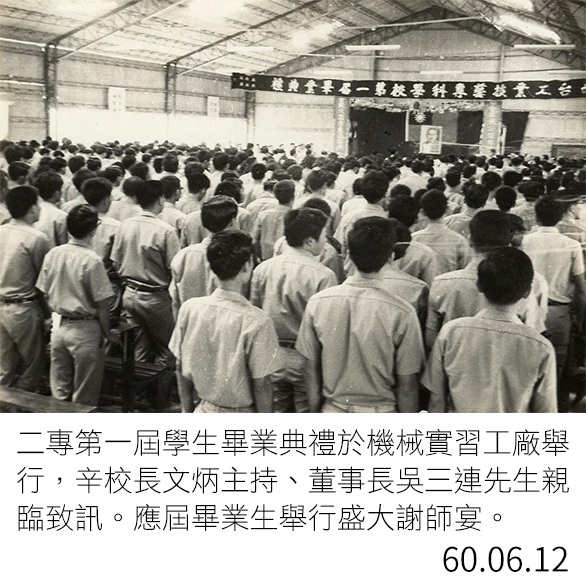 台工業技藝專科學校第一屆畢業典禮
二專第一屆學生畢業典禮於機械實習工廠舉
行，辛校長文炳主持、董事長吳三連先生親
臨致訊。應屆畢業生舉行盛大謝師宴。
60.06.12